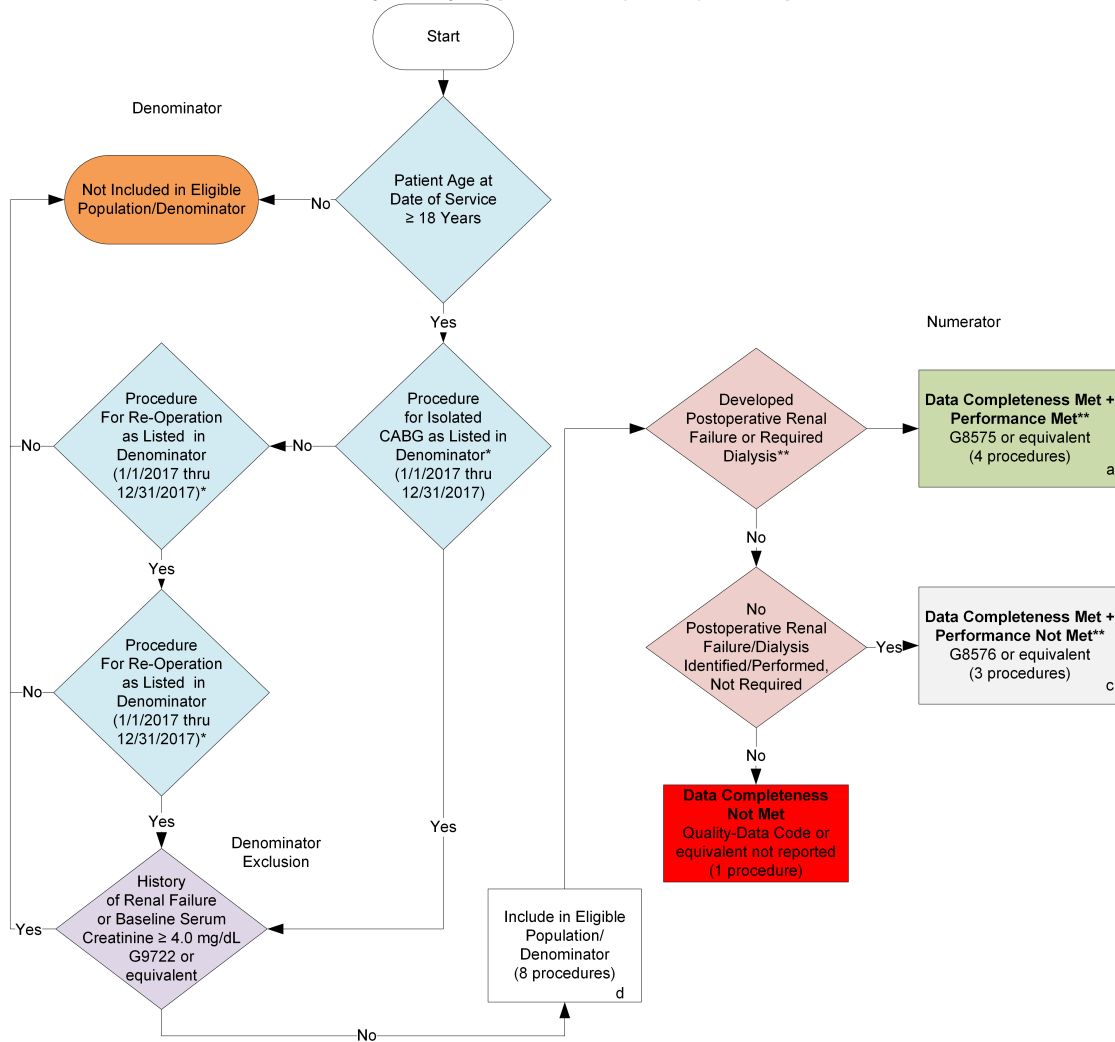 Start
Denominator
Patient Age at
Date of Service
≥ 18 Years
No
Not Included in Eligible
Population/Denominator
Yes
Procedure
for Isolated
CABG as Listed in
Denominator*
(1/1/2017 thru
12/31/2017)
No
Procedure
For Re-Operation
as Listed in
Denominator
(1/1/2017 thru
12/31/2017)*
No
Yes
Procedure
For Re-Operation
as Listed in
Denominator
(1/1/2017 thru
12/31/2017)*
No
Yes
Yes
Denominator
Exclusion
History
of Renal Failure
or Baseline Serum
Creatinine ≥ 4.0 mg/dL
G9722 or
equivalent
Yes
No
Include in Eligible
Population/
Denominator
(8 procedures)
d
Numerator
Developed
Postoperative Renal
Failure or Required
Dialysis**
Data Completeness Met +
Performance Met**
G8575 or equivalent
(4 procedures)
a
No
No
Postoperative Renal
Failure/Dialysis
Identified/Performed,
Not Required
Yes
Data Completeness Met +
Performance Not Met**
G8576 or equivalent
(3 procedures)
c
No
Data Completeness
Not Met
Quality-Data Code or
equivalent not reported
(1 procedure)